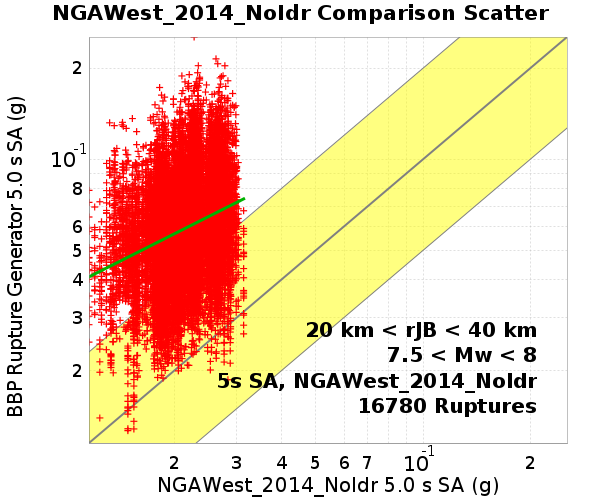 NGAWest_2014_NoIdr Comparison Scatter
BBP Rupture Generator 5.0 s SA (g)
2
10-1
8
6
5
4
3
2
20 km < rJB < 40 km
7.5 < Mw < 8
5s SA, NGAWest_2014_NoIdr
16780 Ruptures
2 3 4 5 6 7 10-1 2
NGAWest_2014_NoIdr 5.0 s SA (g)